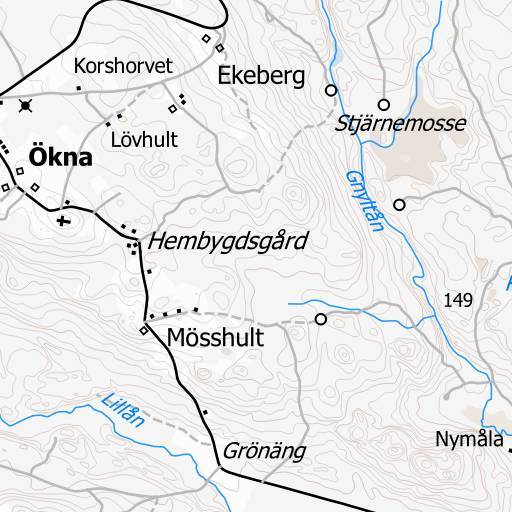 Korshorvet
Ekeberg
Stjärnemosse
Lövhult
Ökna
Gnyltån
Hembygdsgård
149
Mösshult
Lillån
Grönäng
Nymåla